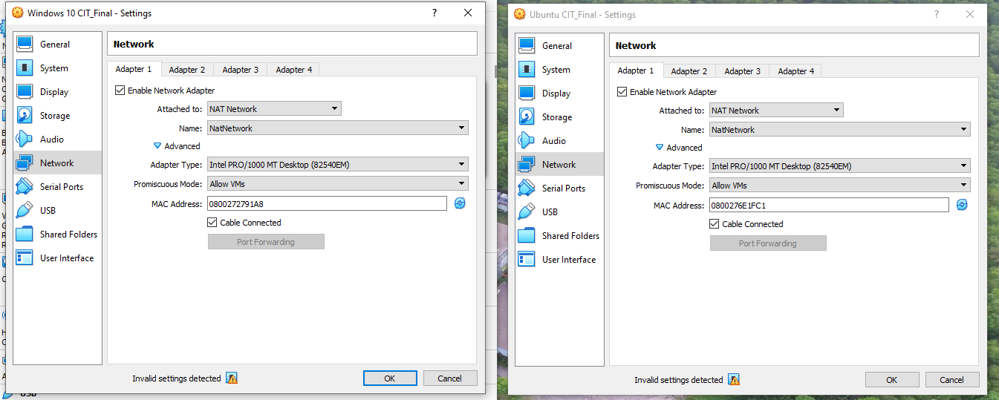 Windows 10 CIT_Final - Settings
?
General
System
Display
Storage
Audio
Network
Serial Ports
USB
Shared Folders
User Interface
Network
Adapter 1 Adapter 2 Adapter 3 Adapter 4
Enable Network Adapter
Attached to: NAT Network
Name: NatNetwork
Advanced
Adapter Type: Intel PRO/1000 MT Desktop (82540EM)
Promiscuous Mode: Allow VMs
MAC Address: 0800272791A8
Cable Connected
Port Forwarding
Invalid settings detected
OK Cancel
Ubuntu CIT_Final - Settings
?
General
System
Display
Storage
Audio
Network
Serial Ports
USB
Shared Folders
User Interface
Network
Adapter 1 Adapter 2 Adapter 3 Adapter 4
Enable Network Adapter
Attached to: NAT Network
Name: NatNetwork
Advanced
Adapter Type: Intel PRO/1000 MT Desktop (82540EM)
Promiscuous Mode: Allow VMs
MAC Address: 0800276E1FC1
Cable Connected
Port Forwarding
Invalid settings detected
OK Cancel